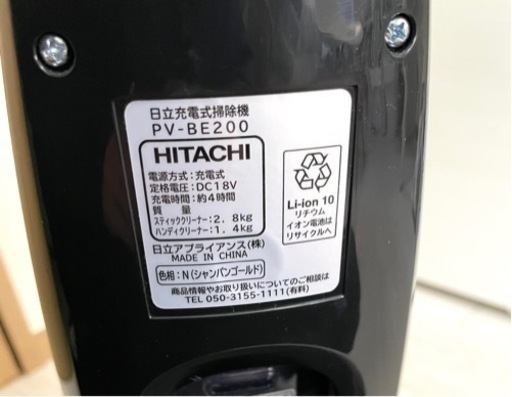 日立充電式掃除機
PV-BE200
HITACHI
電源方式:充電式
定格電圧:DC18V
充電時間:約4時間
質 量
スティッククリーナー:2.8kg
ハンディクリーナー:1.4kg
Li-ion 10
リチウム
イオン電池は
リサイクルへ
日立アプライアンス(株)
MADE IN CHINA
色相:N(シャンパンゴールド)
商品情報やお取り扱いについてのご相談は
TEL 050-3155-1111(有料)